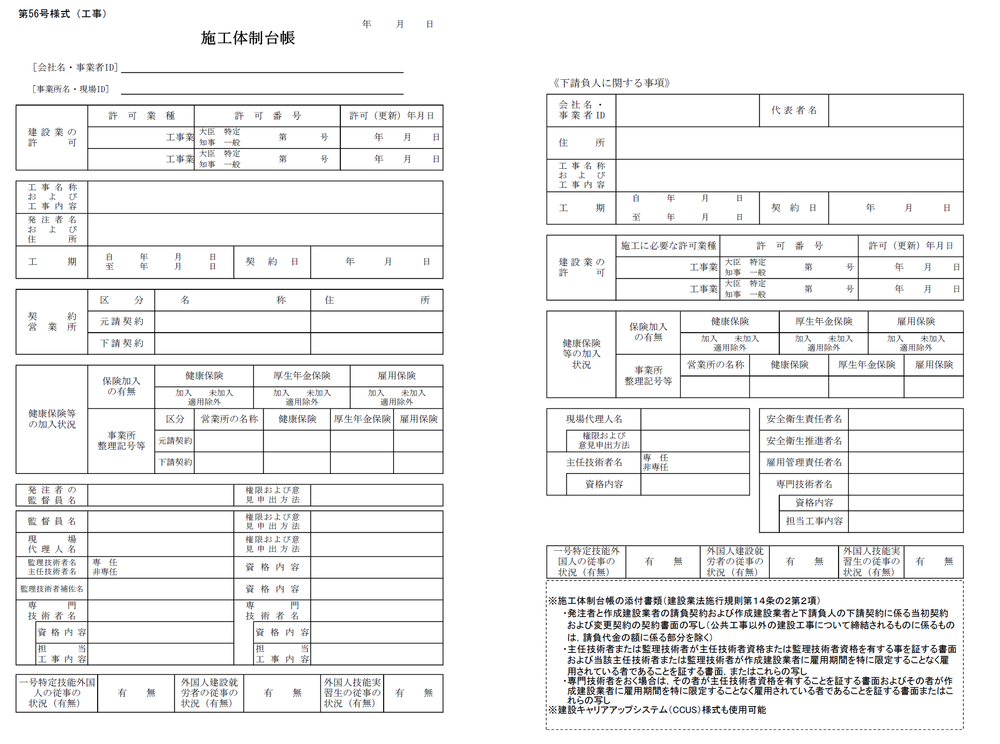 第56号様式（工事）
年　月　日
施工体制台帳
［会社名・事業者ID］
［事業所名・現場ID］
建設業の
許可
許可業種　許可番号　許可（更新）年月日
工事業　大臣　特定　第　号　年　月　日
知事　一般
工事業　大臣　特定　第　号　年　月　日
知事　一般
工事名称
および
工事内容
発注者名
および
住所
工期
自　年　月　日
至　年　月　日
契約日
年　月　日
契約
営業所
区分　名称　住所
元請契約
下請契約
健康保険等
の加入状況
保険加入
の有無
健康保険　厚生年金保険　雇用保険
加入　未加入　加入　未加入　加入　未加入
適用除外　適用除外　適用除外
事業所
整理記号等
区分　営業所の名称　健康保険　厚生年金保険　雇用保険
元請契約
下請契約
発注者の
監督員名
権限および意
見申出方法
監督員名
権限および意
見申出方法
現場
代理人名
権限および意
見申出方法
監理技術者名
主任技術者名
専　任
非専任
資格内容
監理技術者補佐名
資格内容
専門
技術者名
専門
技術者名
資格内容
資格内容
担当
工事内容
担当
工事内容
一号特定技能外国
人の従事の
状況（有無）
有　無
外国人建設就
労者の従事の
状況（有無）
有　無
外国人技能実
習生の従事の
状況（有無）
有　無
《下請負人に関する事項》
会社名・
事業者ID
代表者名
住所
工事名称
および
工事内容
工期
自　年　月　日
至　年　月　日
契約日
年　月　日
建設業の
許可
施工に必要な許可業種　許可番号　許可（更新）年月日
工事業　大臣　特定　第　号　年　月　日
知事　一般
工事業　大臣　特定　第　号　年　月　日
知事　一般
健康保険
等の加入
状況
保険加入
の有無
健康保険　厚生年金保険　雇用保険
加入　未加入　加入　未加入　加入　未加入
適用除外　適用除外　適用除外
事業所
整理記号等
営業所の名称　健康保険　厚生年金保険　雇用保険
現場代理人名
権限および
意見申出方法
主任技術者名
専　任
非専任
資格内容
安全衛生責任者名
安全衛生推進者名
雇用管理責任者名
専門技術者名
資格内容
担当工事内容
一号特定技能外
国人の従事の
状況（有無）
有　無
外国人建設就
労者の従事の
状況（有無）
有　無
外国人技能実
習生の従事の
状況（有無）
有　無
※施工体制台帳の添付書類（建設業法施行規則第１４条の２第２項）
・発注者と作成建設業者の請負契約および作成建設業者と下請負人の下請契約に係る当初契約
および変更契約の契約書面の写し（公共工事以外の建設工事について締結されるものに係るもの
は，請負代金の額に係る部分を除く）
・主任技術者または監理技術者が主任技術者資格または監理技術者資格を有する事を証する書面
および当該主任技術者または監理技術者が作成建設業者に雇用期間を特に限定することなく雇
用されている者であることを証する書面，またはこれらの写し
・専門技術者をおく場合は，その者が主任技術者資格を有することを証する書面およびその者が作
成建設業者に雇用期間を特に限定することなく雇用されている者であることを証する書面またはこ
れらの写し
※建設キャリアアップシステム（CCUS）様式も使用可能